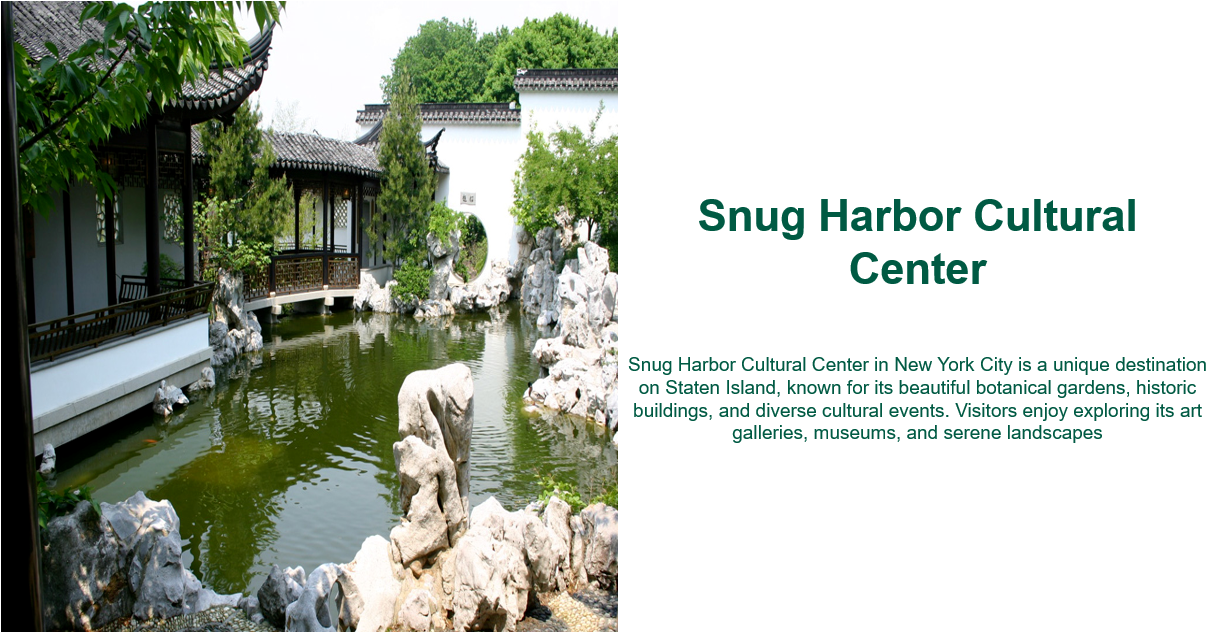 Snug Harbor Cultural
Center
Snug Harbor Cultural Center in New York City is a unique destination
on Staten Island, known for its beautiful botanical gardens, historic
buildings, and diverse cultural events. Visitors enjoy exploring its art
galleries, museums, and serene landscapes